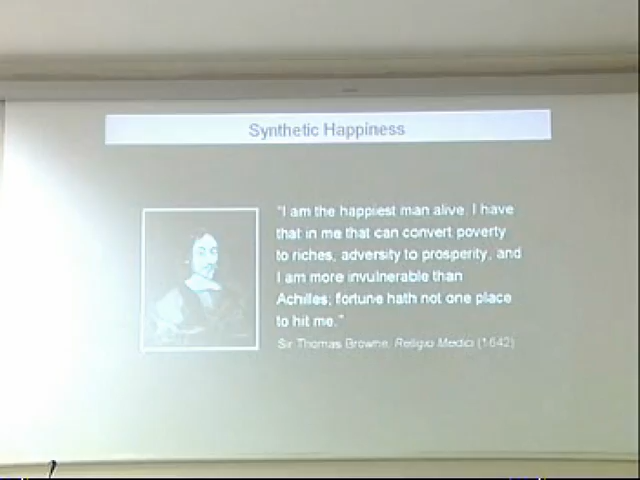 Synthetic Happiness
"I am the happiest man alive. I have
that in me that can convert poverty
to riches, adversity to prosperity, and
I am more invulnerable than
Achilles; fortune hath not one place
to hit me."
Sir Thomas Browne, Religio Medici (1642)